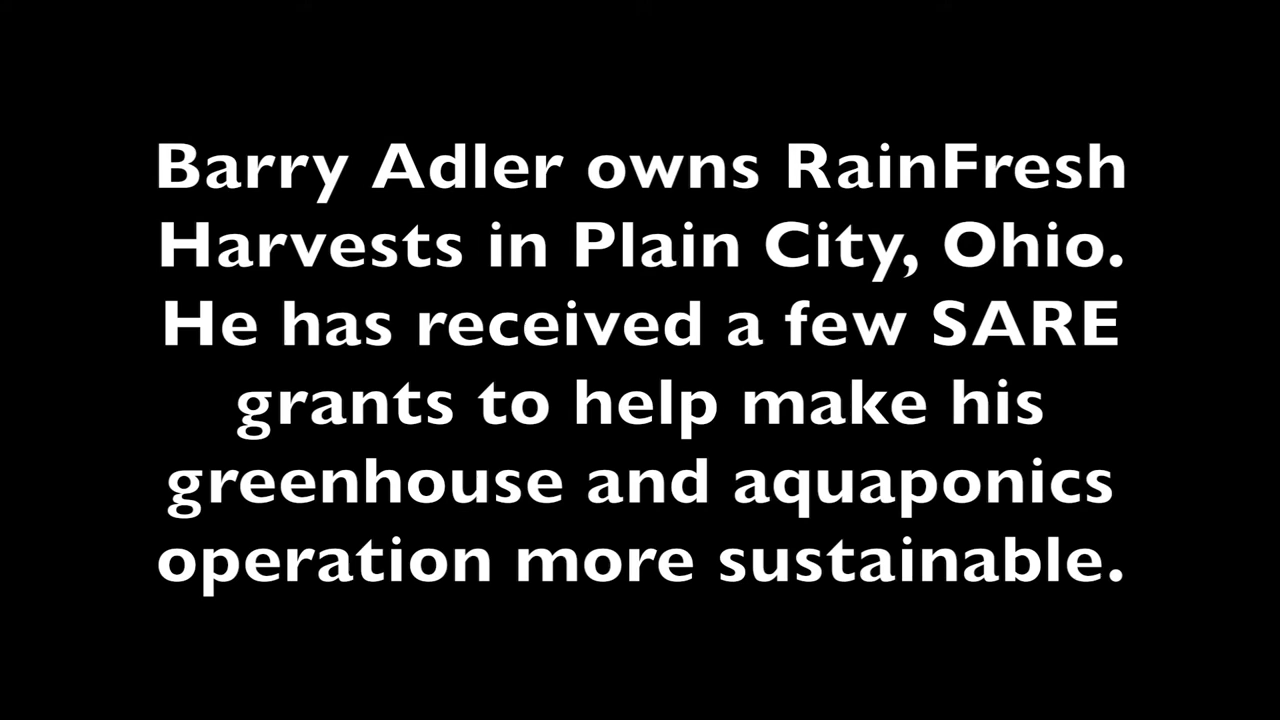 Barry Adler owns RainFresh
Harvests in Plain City, Ohio.
He has received a few SARE
grants to help make his
greenhouse and aquaponics
operation more sustainable.